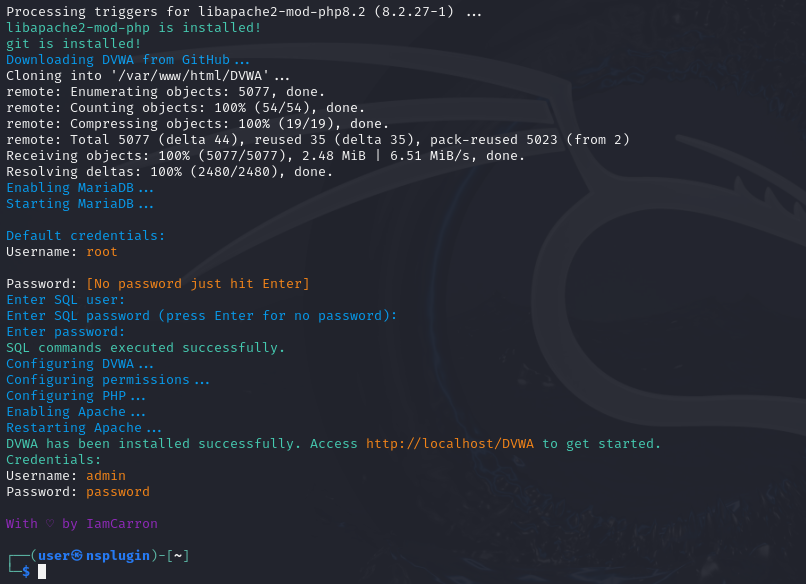 Processing triggers for libapache2-mod-php8.2 (8.2.27-1) ...
libapache2-mod-php is installed!
git is installed!
Downloading DVWA from GitHub...
Cloning into '/var/www/html/DVWA'...
remote: Enumerating objects: 5077, done.
remote: Counting objects: 100% (54/54), done.
remote: Compressing objects: 100% (19/19), done.
remote: Total 5077 (delta 44), reused 35 (delta 35), pack-reused 5023 (from 2)
Receiving objects: 100% (5077/5077), 2.48 MiB | 6.51 MiB/s, done.
Resolving deltas: 100% (2480/2480), done.
Enabling MariaDB...
Starting MariaDB...
Default credentials:
Username: root
Password: [No password just hit Enter]
Enter SQL user:
Enter SQL password (press Enter for no password):
Enter password:
SQL commands executed successfully.
Configuring DVWA...
Configuring permissions...
Configuring PHP...
Enabling Apache...
Restarting Apache...
DVWA has been installed successfully. Access http://localhost/DVWA to get started.
Credentials:
Username: admin
Password: password
With ♡ by IamCarron
┌──(user㉿nsplugin)-[~]
└─$